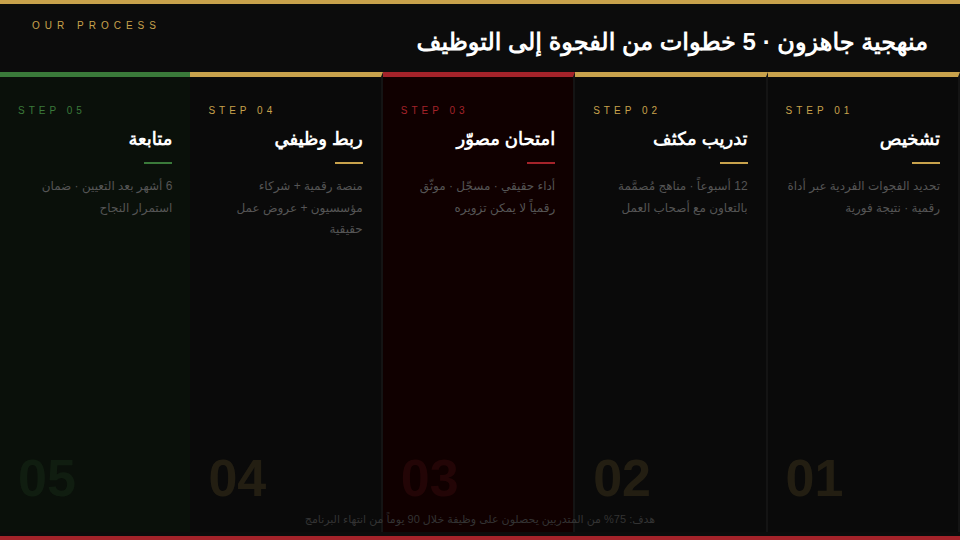 OUR PROCESS
منهجية جاهزون · 5 خطوات من الفجوة إلى التوظيف
STEP 01
تشخيص
تحديد الفجوات الفردية عبر أداة
رقمية · نتيجة فورية
01
STEP 02
تدريب مكثف
12 أسبوعاً · مناهج مُصمَّمة
بالتعاون مع أصحاب العمل
02
STEP 03
امتحان مصوّر
أداء حقيقي · مسجّل · موثّق
رقمياً لا يمكن تزويره
03
STEP 04
ربط وظيفي
منصة رقمية + شركاء
مؤسسيون + عروض عمل
حقيقية
04
STEP 05
متابعة
6 أشهر بعد التعيين · ضمان
استمرار النجاح
05
هدف: 75% من المتدربين يحصلون على وظيفة خلال 90 يوماً من انتهاء البرنامج